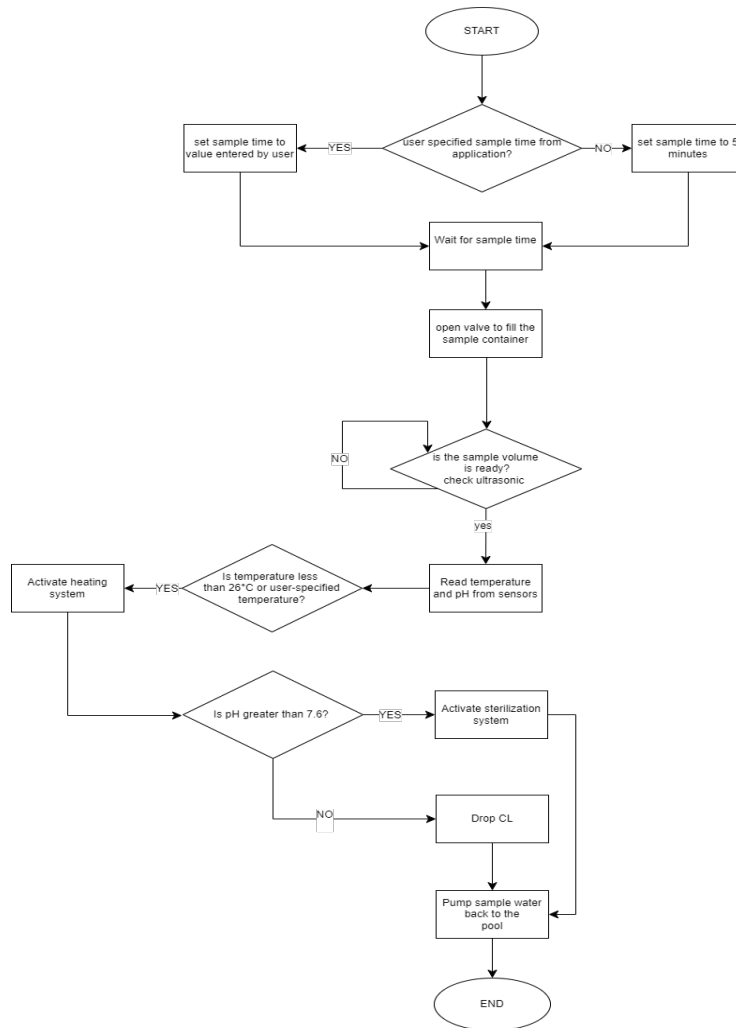 START
user specified sample time from
application?
YES
set sample time to
value entered by user
NO
set sample time to 5
minutes
Wait for sample time
open valve to fill the
sample container
is the sample volume
is ready?
check ultrasonic
NO
yes
Read temperature
and pH from sensors
Is temperature less
than 26°C or user-specified
temperature?
YES
Activate heating
system
Is pH greater than 7.6?
YES
Activate sterilization
system
NO
Drop CL
Pump sample water
back to the
pool
END